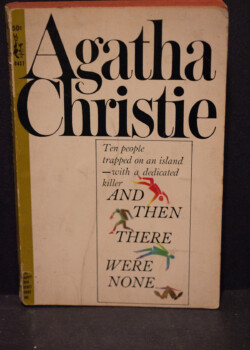 Agatha
Christie
Ten people
trapped on an island
—with a dedicated
killer
AND
THEN
THERE
WERE
NONE